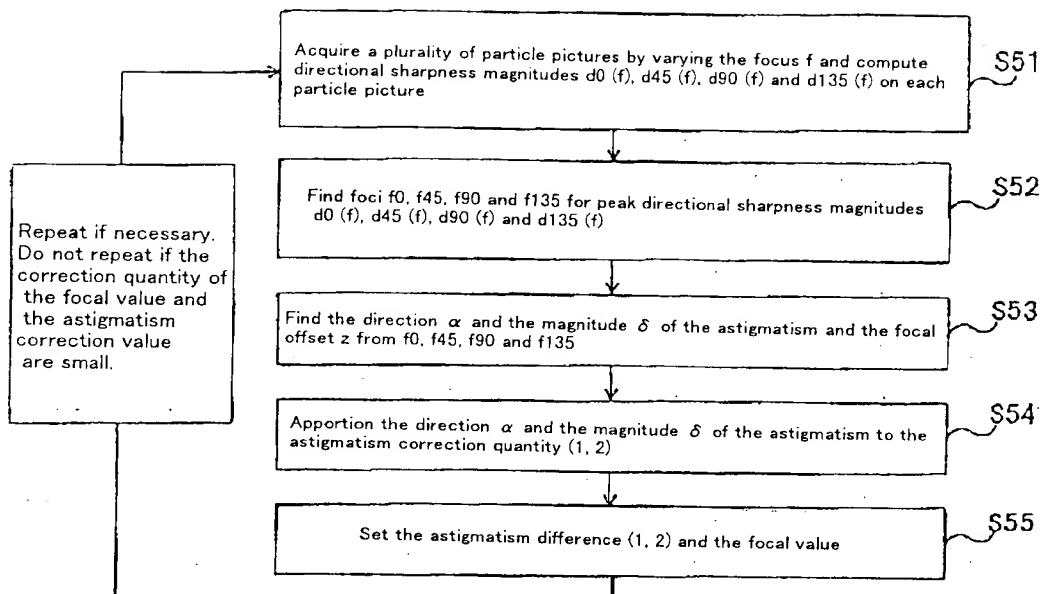 Acquire a plurality of particle pictures by varying the focus f and compute
directional sharpness magnitudes d0 (f), d45 (f), d90 (f) and d135 (f) on each
particle picture
S51
Find foci f0, f45, f90 and f135 for peak directional sharpness magnitudes
d0 (f), d45 (f), d90 (f) and d135 (f)
S52
Find the direction α and the magnitude δ of the astigmatism and the focal
offset z from f0, f45, f90 and f135
S53
Apportion the direction α and the magnitude δ of the astigmatism to the
astigmatism correction quantity (1, 2)
S54
Set the astigmatism difference (1, 2) and the focal value
S55
Repeat if necessary.
Do not repeat if the
correction quantity of
the focal value and
the astigmatism
correction value
are small.